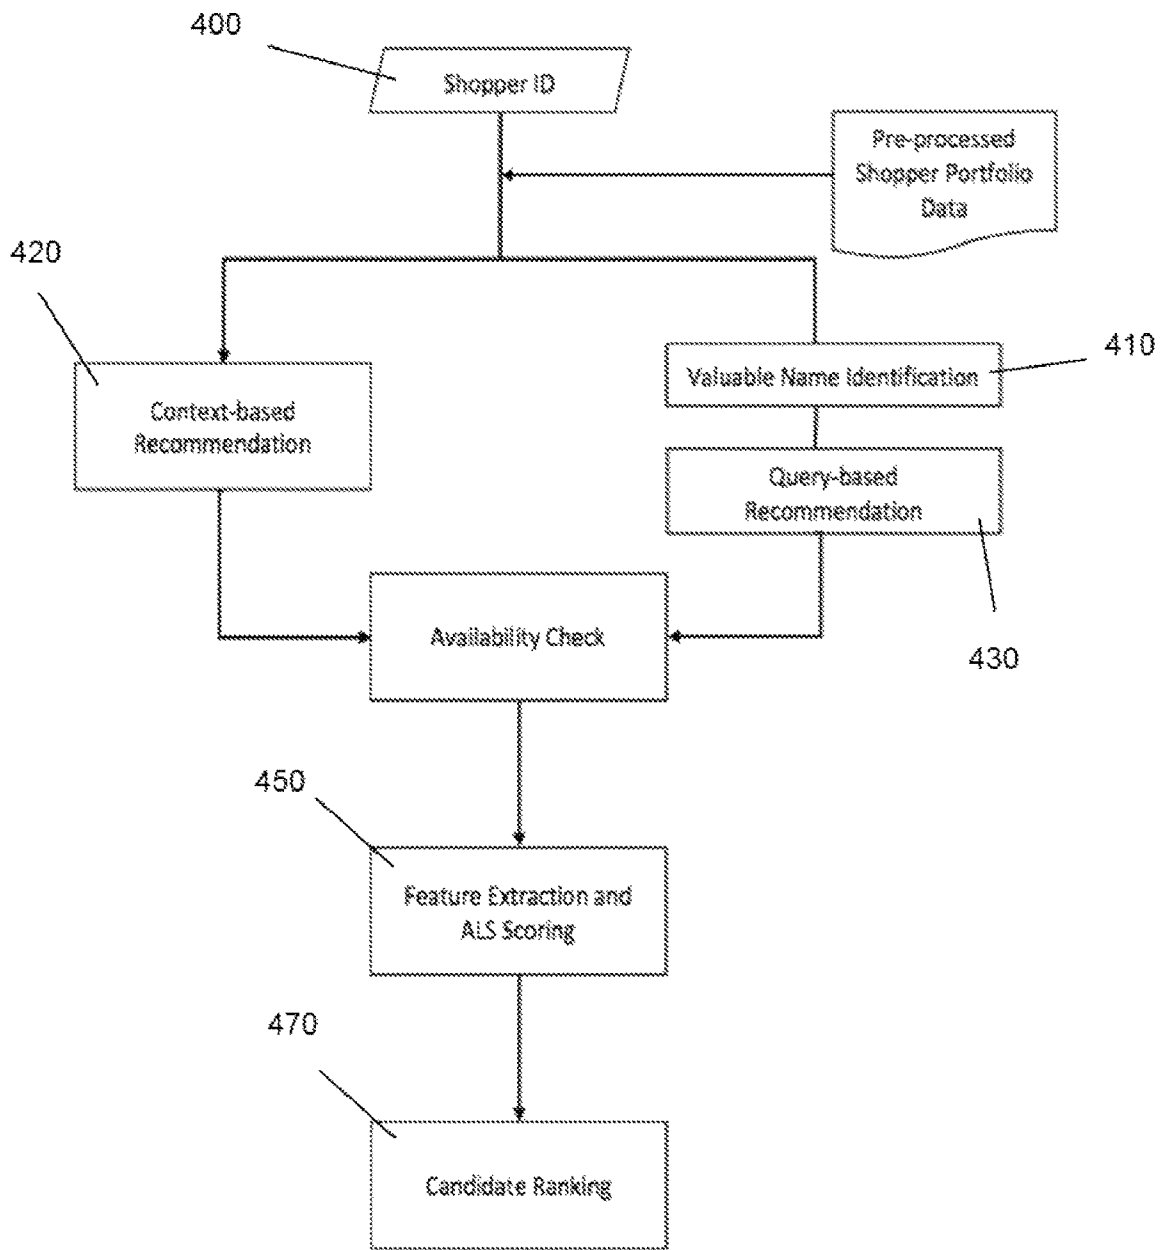 400
Shopper ID
Pre-processed
Shopper Portfolio
Data
420
410
Valuable Name Identification
Context-based
Recommendation
Query-based
Recommendation
Availability Check
430
450
Feature Extraction and
ALS Scoring
470
Candidate Ranking